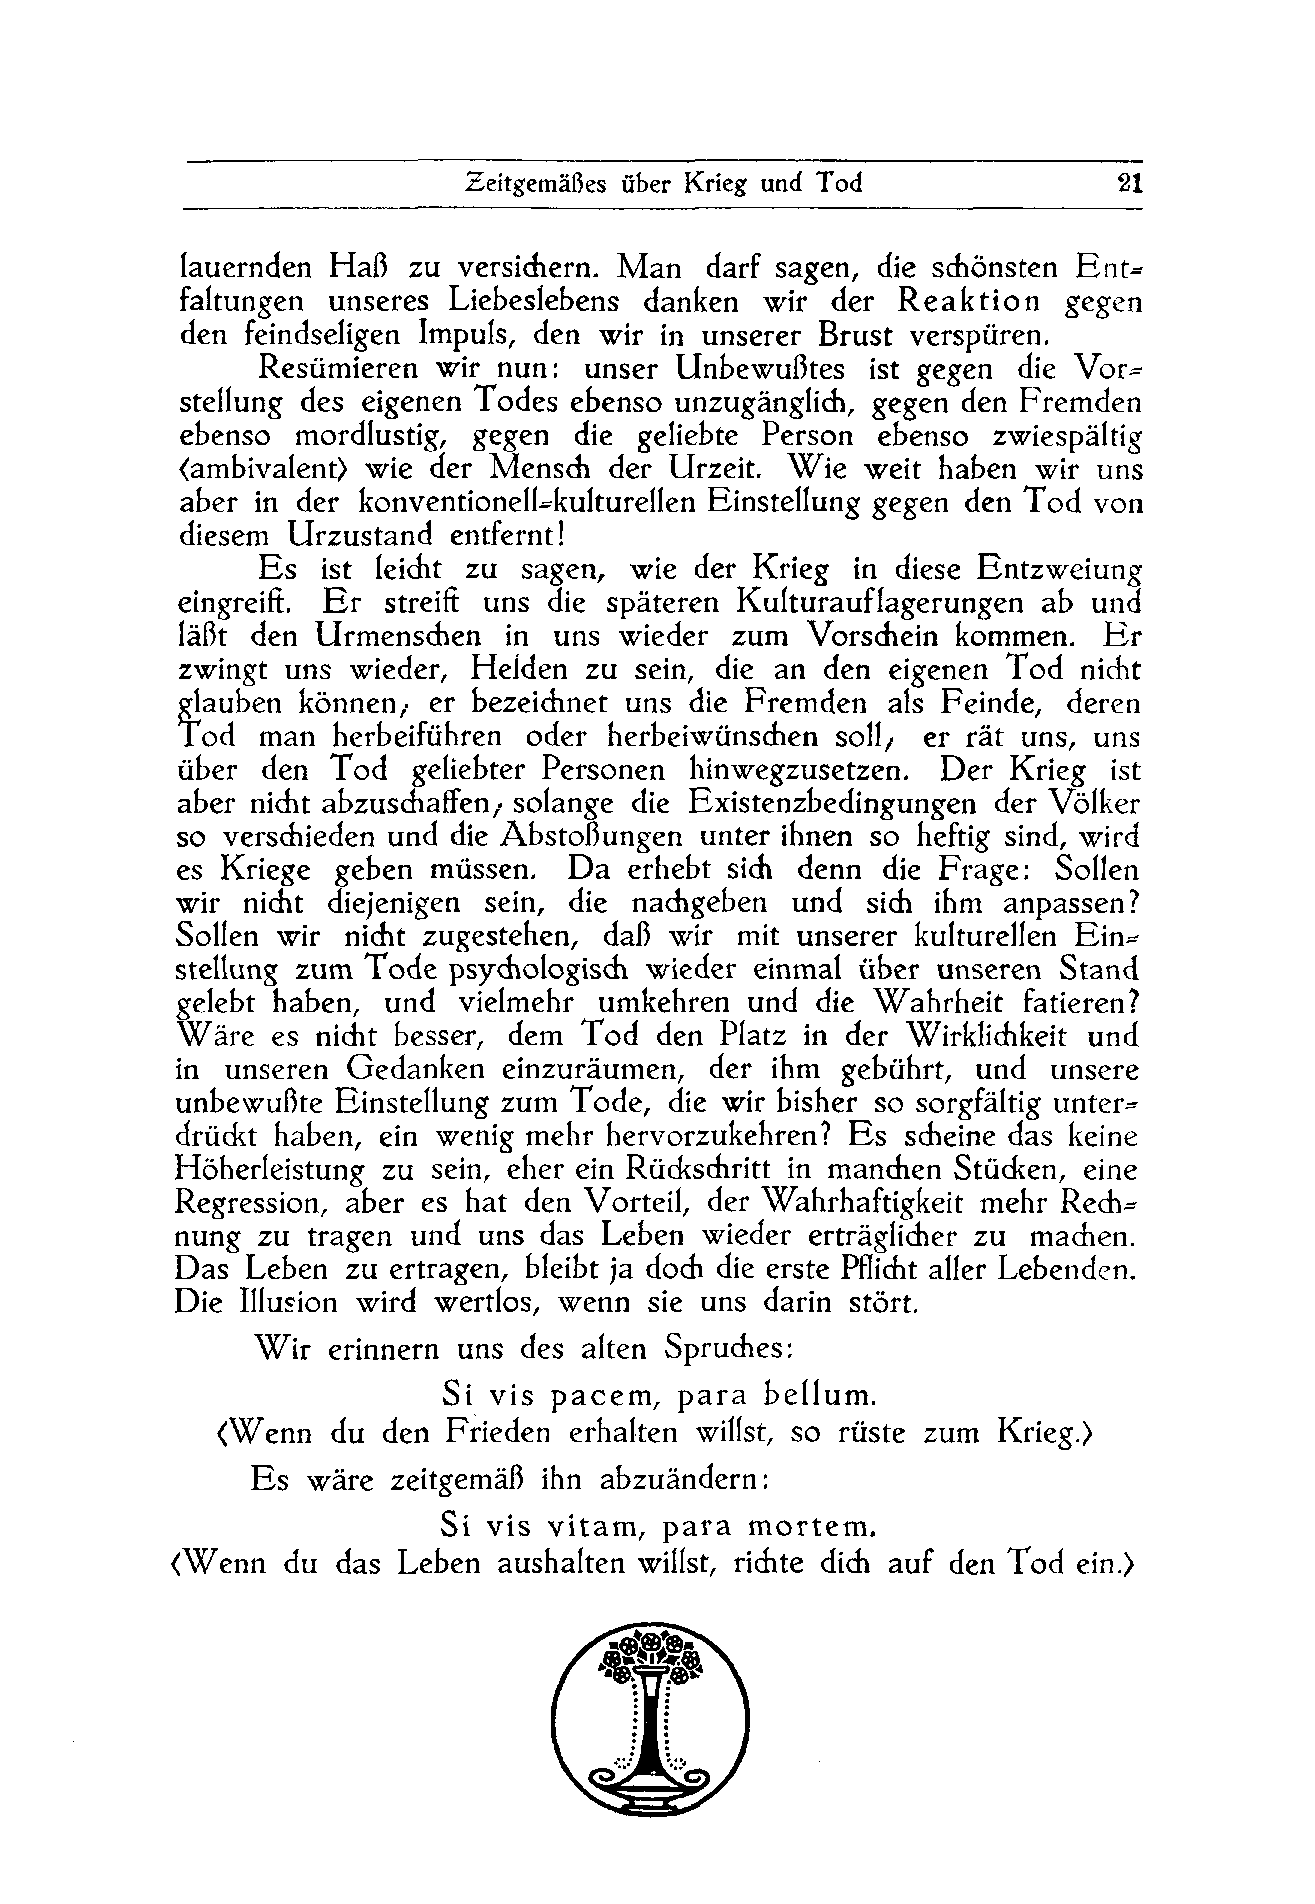 Zeitgemäßes über Krieg und Tod 21
lauernden Haß zu versichern. Man darf sagen, die schönsten Ent-
faltungen unseres Liebeslebens danken wir der Reaktion gegen
den feindseligen Impuls, den wir in unserer Brust verspüren.
Resümieren wir nun: unser Unbewußtes ist gegen die Vor-
stellung des eigenen Todes ebenso unzugänglich, gegen den Fremden
ebenso mordlustig, gegen die geliebte Person ebenso zwiespältig
(ambivalent) wie der Mensch der Urzeit. Wie weit haben wir uns
aber in der konventionell-kulturellen Einstellung gegen den Tod von
diesem Urzustand entfernt!
Es ist leicht zu sagen, wie der Krieg in diese Entzweiung
eingreift. Er streift uns die späteren Kulturauflagerungen ab und
läßt den Urmenschen in uns wieder zum Vorschein kommen. Er
zwingt uns wieder, Helden zu sein, die an den eigenen Tod nicht
glauben können; er bezeichnet uns die Fremden als Feinde, deren
Tod man herbeiführen oder herbeiwünschen soll; er rät uns, uns
über den Tod geliebter Personen hinwegzusetzen. Der Krieg ist
aber nicht abzuschaffen; solange die Existenzbedingungen der Völker
so verschieden und die Abstoßungen unter ihnen so heftig sind, wird
es Kriege geben müssen. Da erhebt sich denn die Frage: Sollen
wir nicht diejenigen sein, die nachgeben und sich ihm anpassen?
Sollen wir nicht zugestehen, daß wir mit unserer kulturellen Ein-
stellung zum Tode psychologisch wieder einmal über unseren Stand
gelebt haben, und vielmehr umkehren und die Wahrheit fatieren?
Wäre es nicht besser, dem Tod den Platz in der Wirklichkeit und
in unseren Gedanken einzuräumen, der ihm gebührt, und unsere
unbewußte Einstellung zum Tode, die wir bisher so sorgfältig unter-
drückt haben, ein wenig mehr hervorzukehren? Es scheine das keine
Höherleistung zu sein, eher ein Rückschritt in manchen Stücken, eine
Regression, aber es hat den Vorteil, der Wahrhaftigkeit mehr Rech-
nung zu tragen und uns das Leben wieder erträglicher zu machen.
Das Leben zu ertragen, bleibt ja doch die erste Pflicht aller Lebenden.
Die Illusion wird wertlos, wenn sie uns darin stört.
Wir erinnern uns des alten Spruches:
Si vis pacem, para bellum.
(Wenn du den Frieden erhalten willst, so rüste zum Krieg.)
Es wäre zeitgemäß ihn abzuändern:
Si vis vitam, para mortem.
(Wenn du das Leben aushalten willst, richte dich auf den Tod ein.)